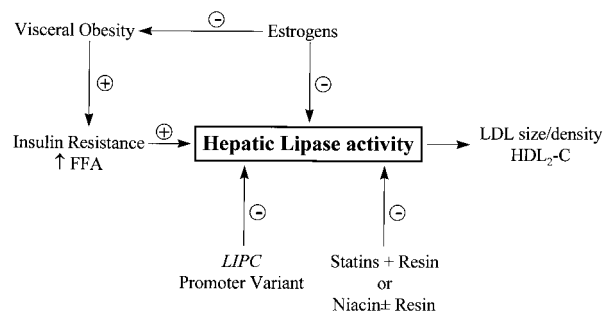 Visceral Obesity ⊖ Estrogens
⊕ ⊖
Insulin Resistance ⊕ Hepatic Lipase activity LDL size/density
↑ FFA HDL₂-C
⊖ ⊖
LIPC Statins + Resin
Promoter Variant or
Niacin± Resin